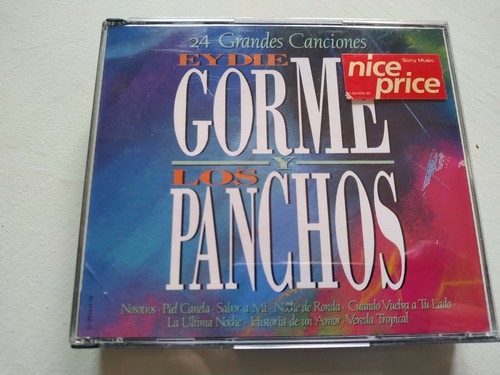 24 Grandes Canciones
EYDIE
GORME
Y
LOS
PANCHOS
Sony Music
nice
price
Nosotros · Piel Canela · Sabor a Mi · Noche de Ronda · Cuando Vuelva a Tu Lado ·
La Ultima Noche · Historia de un Amor · Vereda Tropical